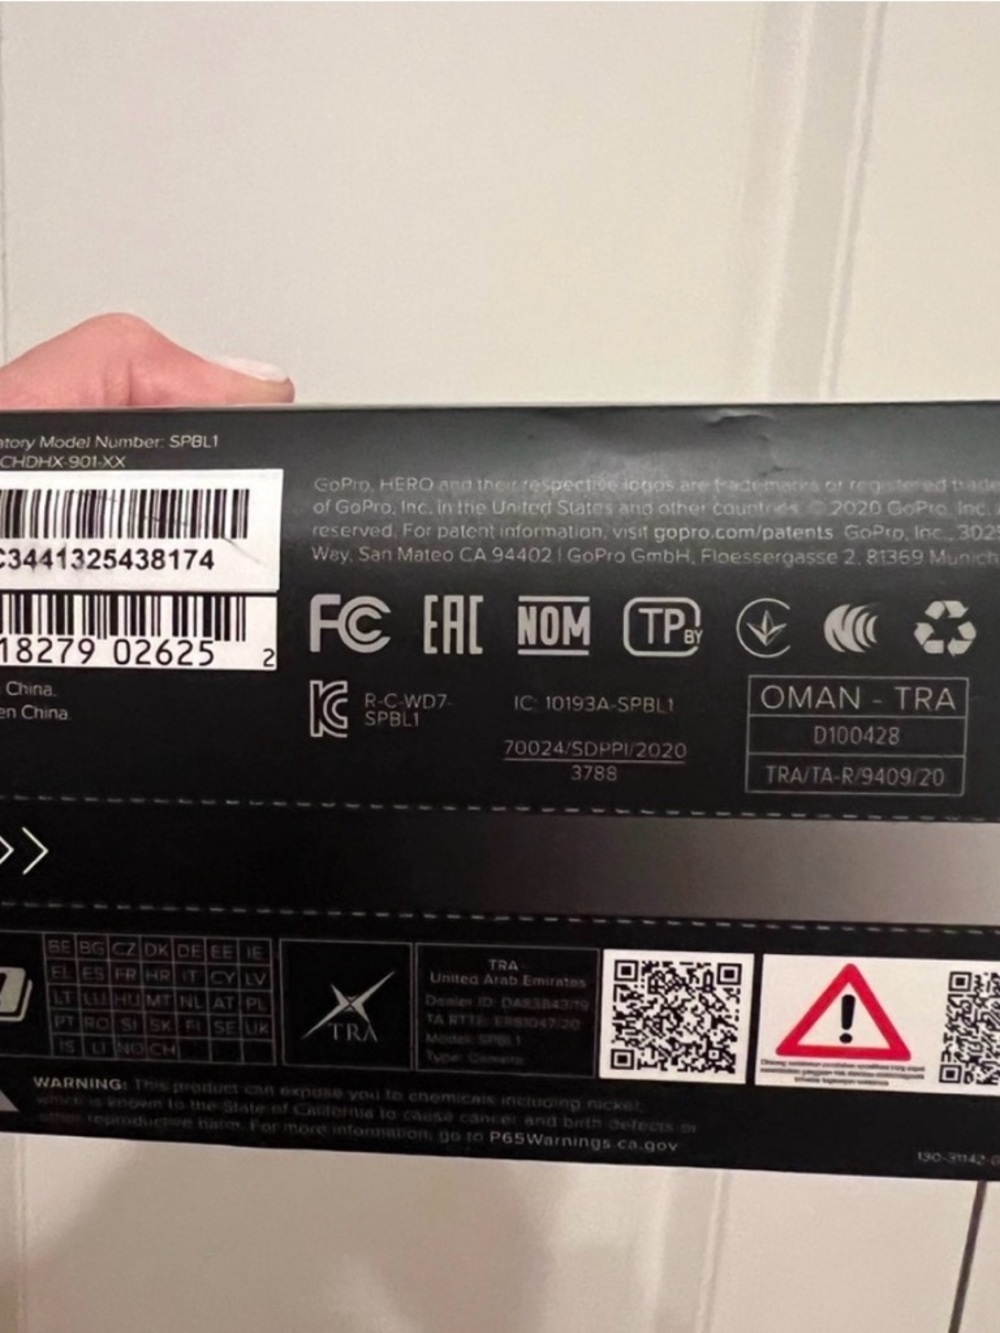 atory Model Number: SPBL1
CHDHX-901-XX
C3441325438174
18279 02625 2
China.
en China.
GoPro, HERO and their respective logos are trademarks or registered trade
of GoPro, Inc. in the United States and other countries. © 2020 GoPro, Inc.
reserved. For patent information, visit gopro.com/patents GoPro, Inc., 302
Way, San Mateo CA 94402 | GoPro GmbH, Floessergasse 2, 81369 Munich
FC EAC NOM TP BY
KC R-C-WD7-
SPBL1
IC: 10193A-SPBL1
70024/SDPPI/2020
3788
OMAN - TRA
D100428
TRA/TA-R/9409/20
BE BG CZ DK DE EE IE
EL ES FR HR IT CY LV
LT LU HU MT NL AT PL
PT RO SI SK FI SE UK
IS LI NO CH
TRA
TRA
United Arab Emirates
Dealer ID:
TA RTTE:
Model: SPBL1
Type: Camera
WARNING: This product can expose you to chemicals including nickel,
which is known to the State of California to cause cancer and birth defects or
other reproductive harm. For more information, go to P65Warnings.ca.gov